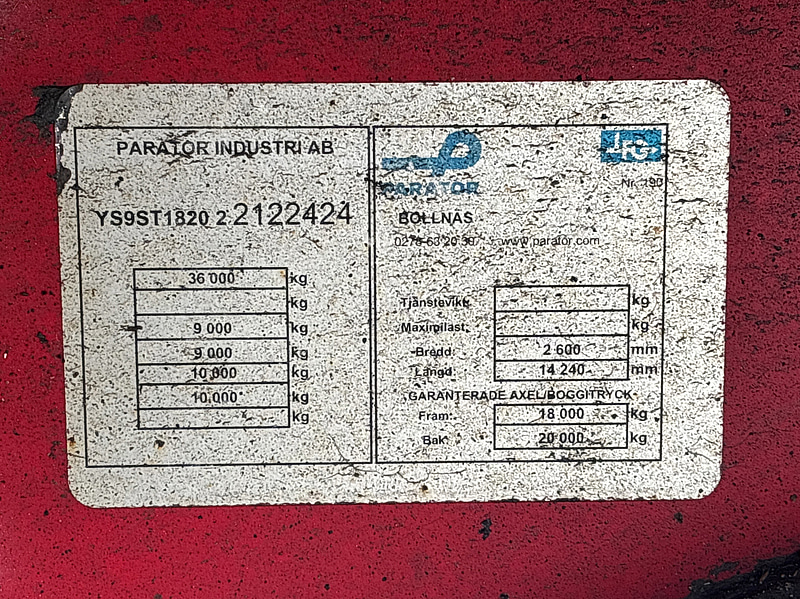 PARATOR INDUSTRI AB
YS9ST1820 2 2122424
36 000 kg
kg
9 000 kg
9 000 kg
10 000 kg
10 000 kg
kg
PARATOR
Nr. 190
BOLLNÄS
www.parator.com
Tjänstevikt: kg
Maximilast: kg
Bredd: 2 600 mm
Längd: 14 240 mm
GARANTERADE AXEL/BOGGITRYCK
Fram: 18 000 kg
Bak: 20 000 kg